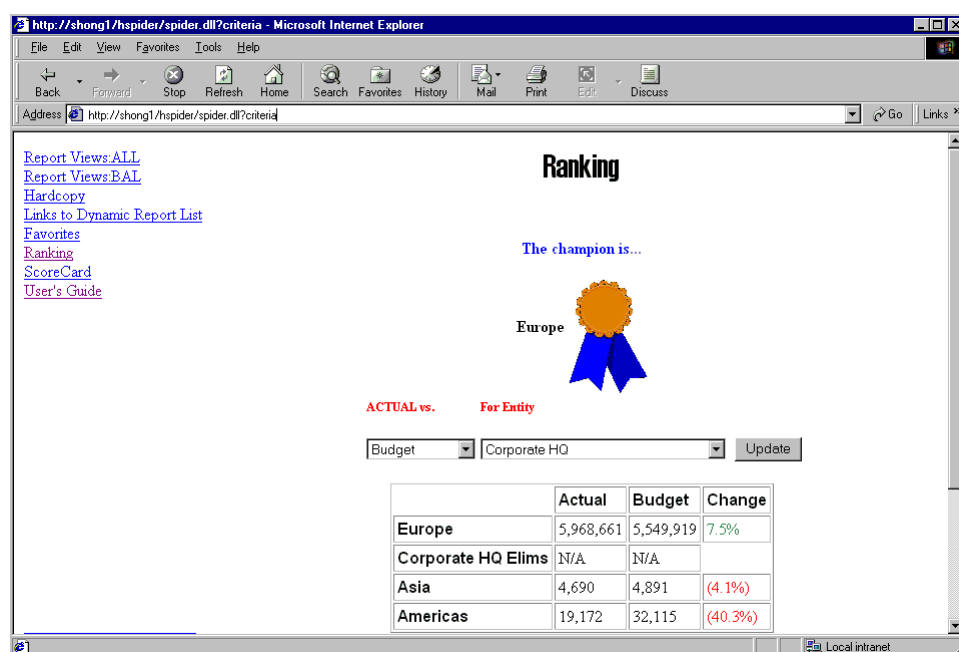 http://shong1/hspider/spider.dll?criteria - Microsoft Internet Explorer
File Edit View Favorites Tools Help
Back Forward Stop Refresh Home Search Favorites History Mail Print Edit Discuss
Address http://shong1/hspider/spider.dll?criteria Go Links »
Report Views:ALL
Report Views:BAL
Hardcopy
Links to Dynamic Report List
Favorites
Ranking
ScoreCard
User's Guide
Ranking
The champion is...
Europe
ACTUAL vs. For Entity
Budget Corporate HQ Update
Actual Budget Change
Europe 5,968,661 5,549,919 7.5%
Corporate HQ Elims N/A N/A
Asia 4,690 4,891 (4.1%)
Americas 19,172 32,115 (40.3%)
Local intranet